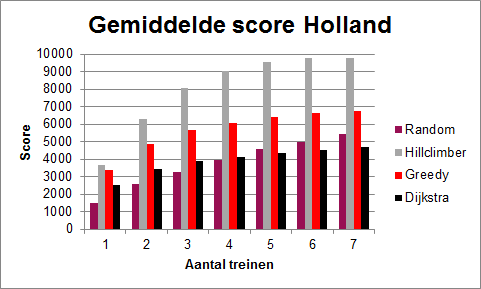 Gemiddelde score Holland
10000
9000
8000
7000
6000
5000
4000
3000
2000
1000
0
Score
1 2 3 4 5 6 7
Aantal treinen
Random
Hillclimber
Greedy
Dijkstra